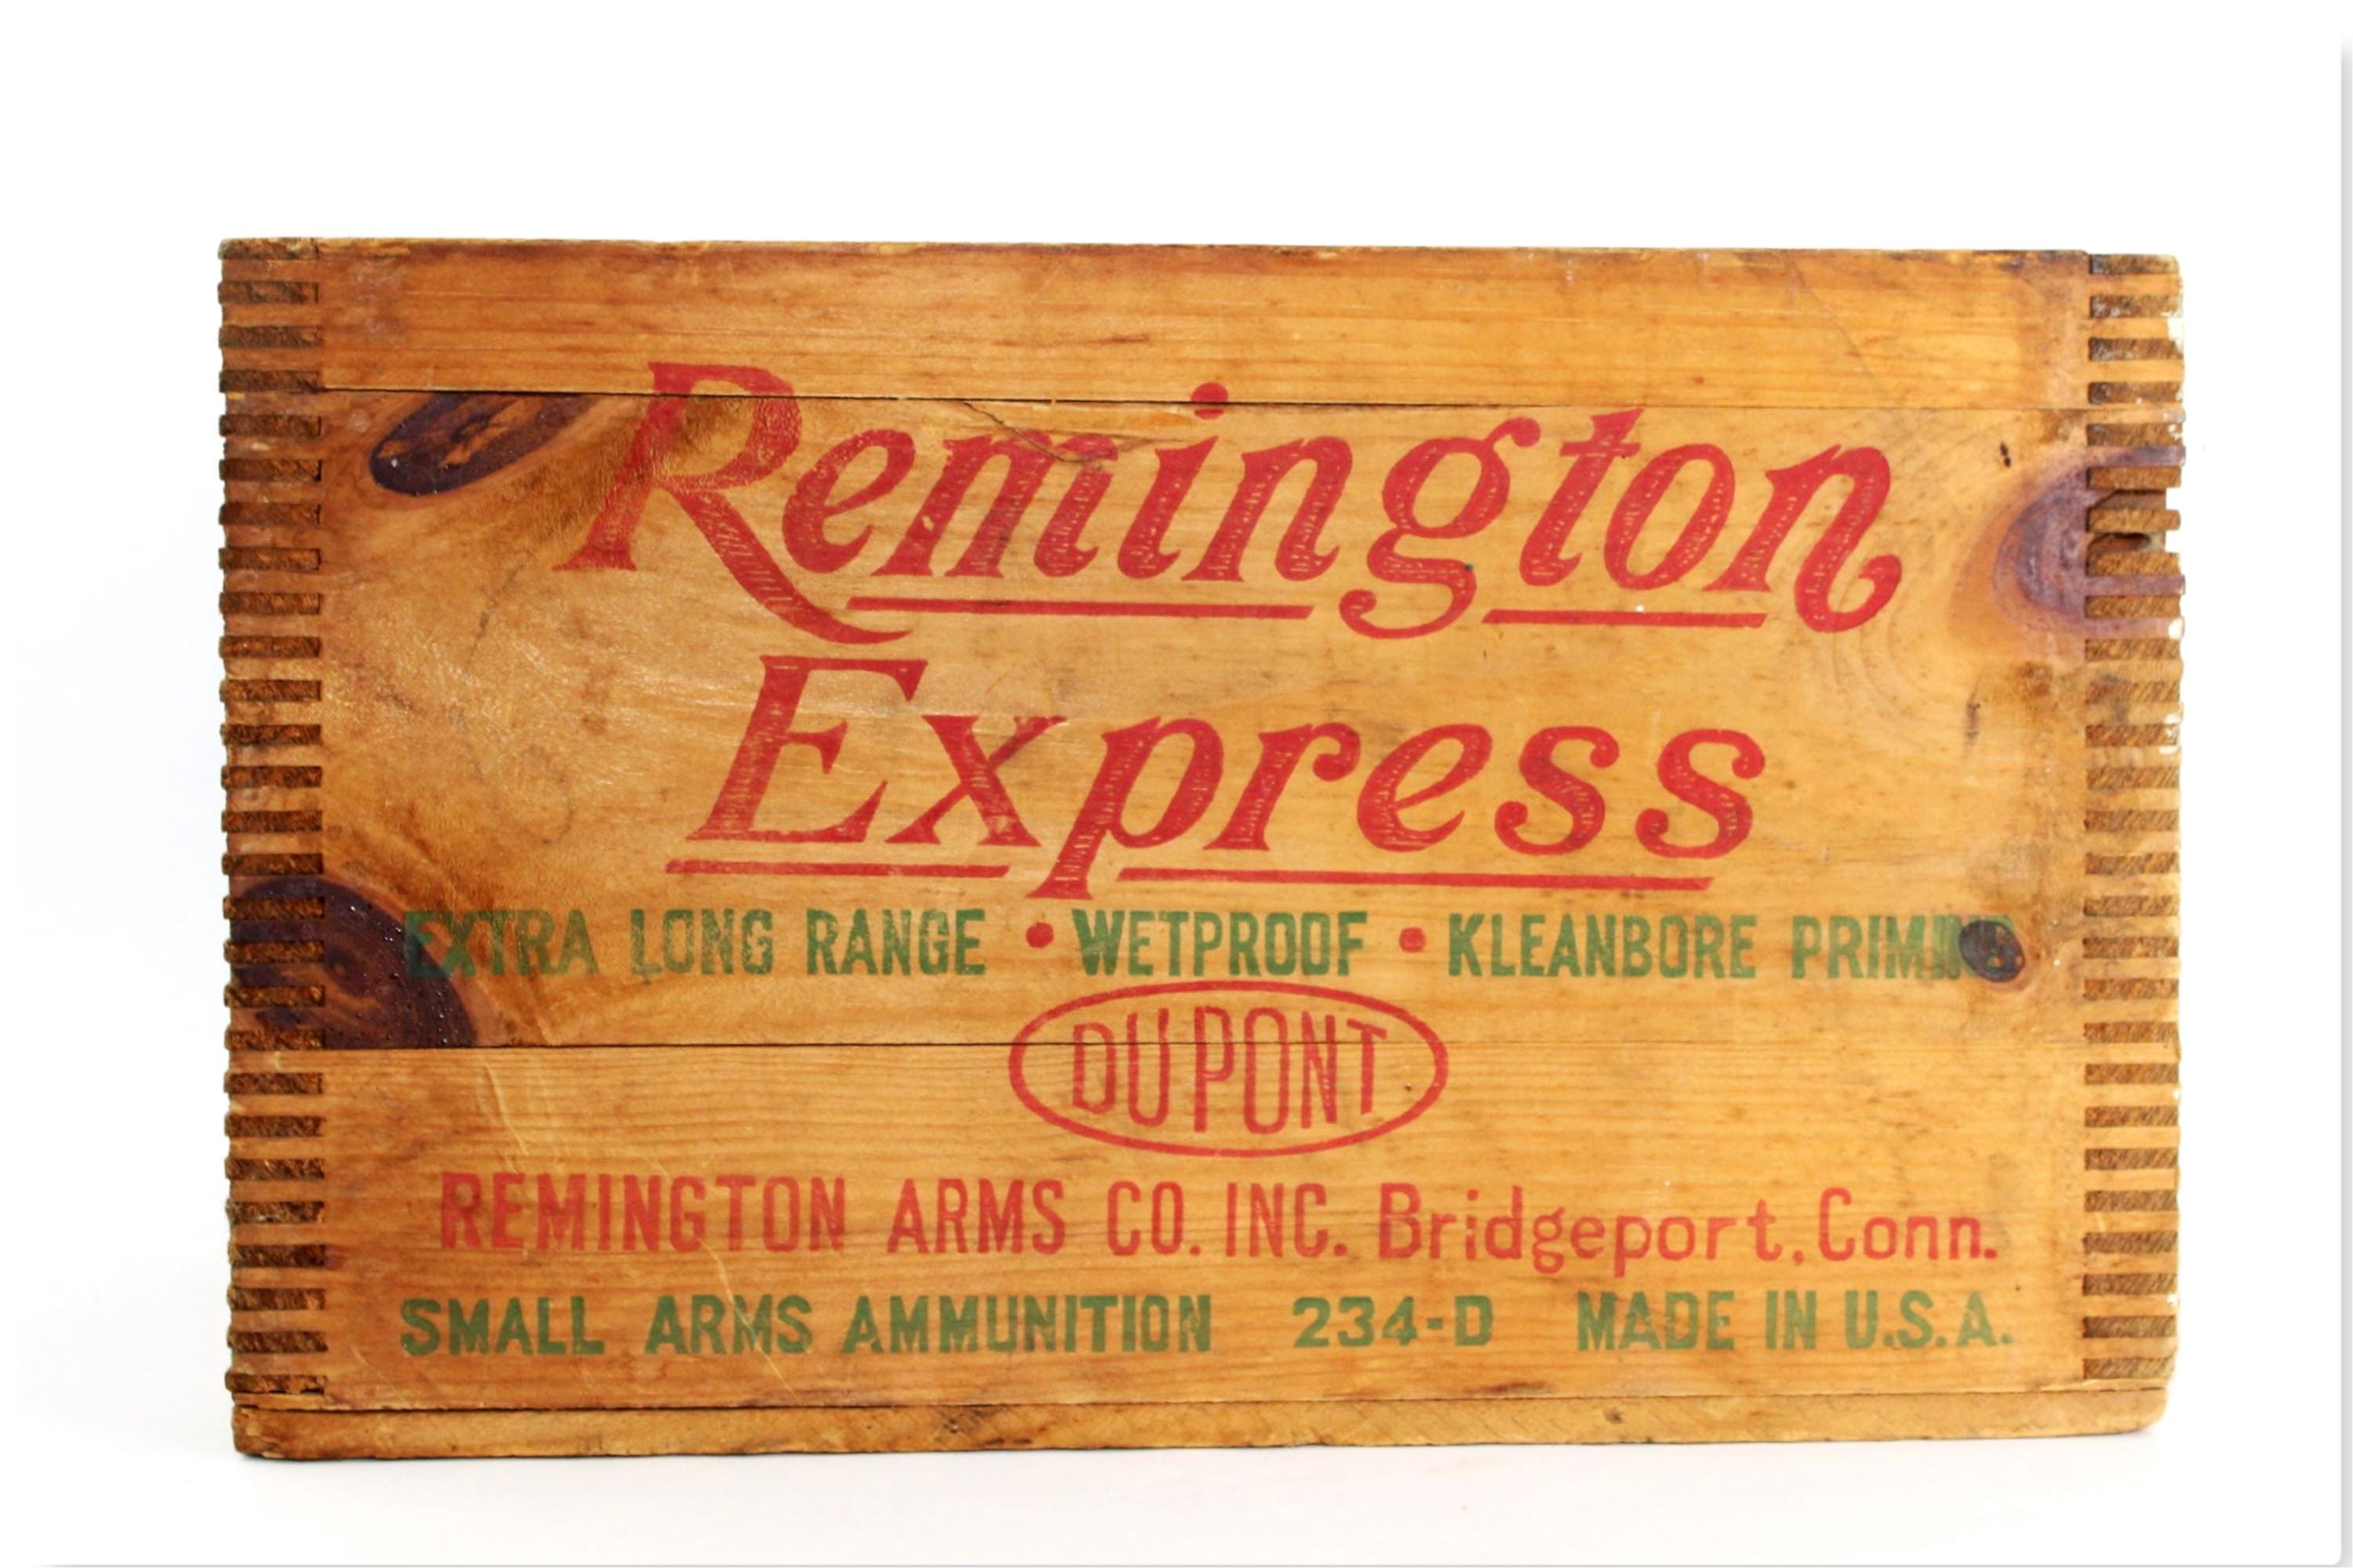 Remington
Express
EXTRA LONG RANGE • WETPROOF • KLEANBORE PRIMING
DUPONT
REMINGTON ARMS CO. INC. Bridgeport, Conn.
SMALL ARMS AMMUNITION 234-D MADE IN U.S.A.